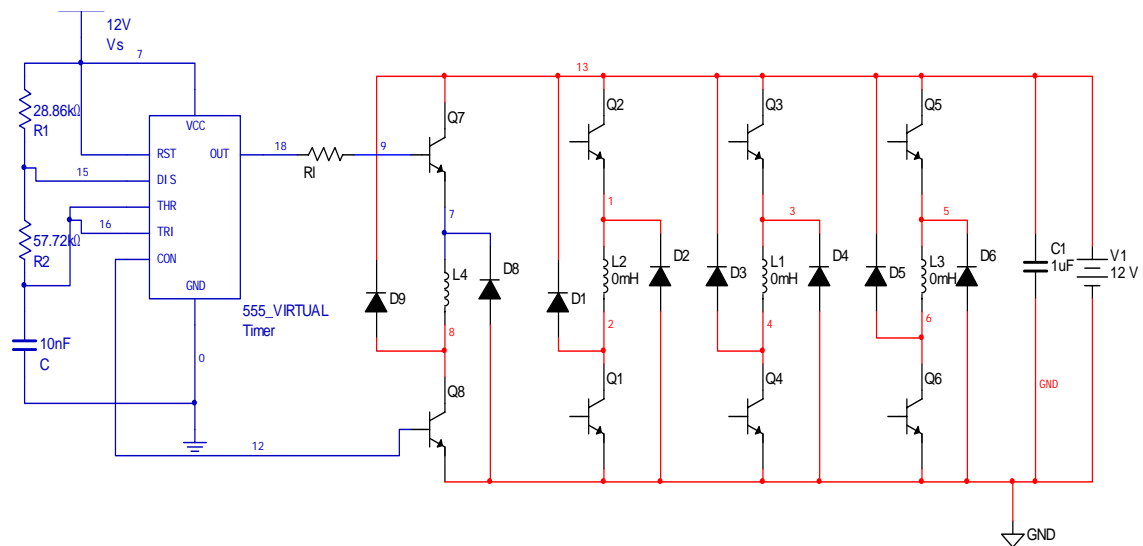 12V
Vs
7
28.86kΩ
R1
VCC
RST
OUT
DIS
THR
TRI
CON
GND
15
16
57.72kΩ
R2
555_VIRTUAL
Timer
10nF
C
0
12
18
RI
9
13
Q7
7
L4
D8
D9
8
Q8
Q2
1
L2
0mH
D2
D1
2
Q1
Q3
3
L1
0mH
D4
D3
4
Q4
Q5
5
L3
0mH
D6
D5
6
Q6
C1
1uF
V1
12 V
GND
GND